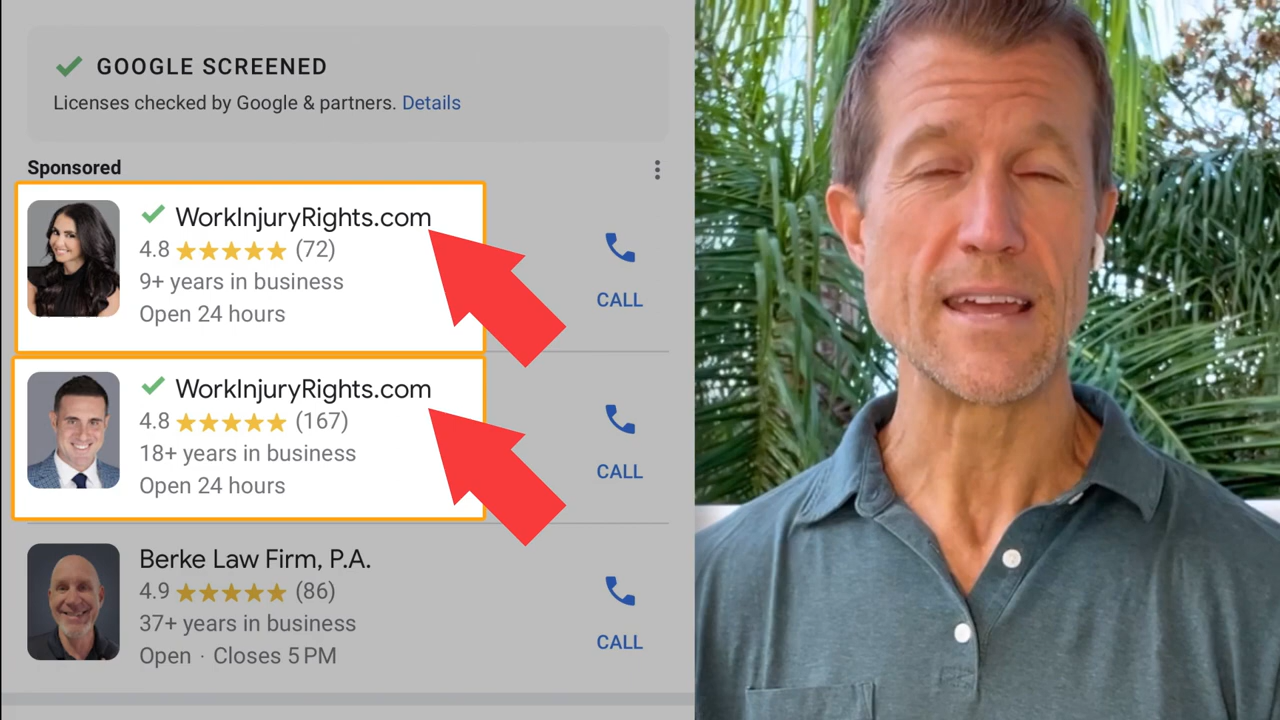 GOOGLE SCREENED
Licenses checked by Google & partners. Details
Sponsored
WorkInjuryRights.com
4.8 (72)
9+ years in business
Open 24 hours
CALL
WorkInjuryRights.com
4.8 (167)
18+ years in business
Open 24 hours
CALL
Berke Law Firm, P.A.
4.9 (86)
37+ years in business
Open · Closes 5 PM
CALL